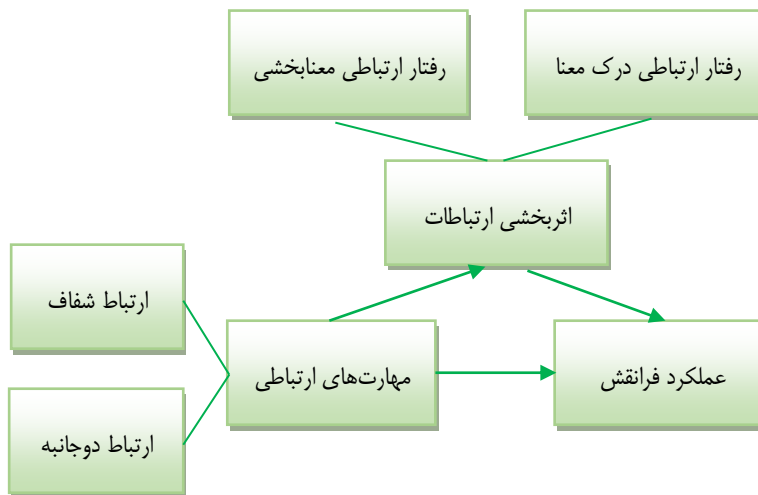 رفتار ارتباطی درک معنا
رفتار ارتباطی معنابخشی
اثربخشی ارتباطات
ارتباط شفاف
عملکرد فرانقش
مهارت‌های ارتباطی
ارتباط دوجانبه